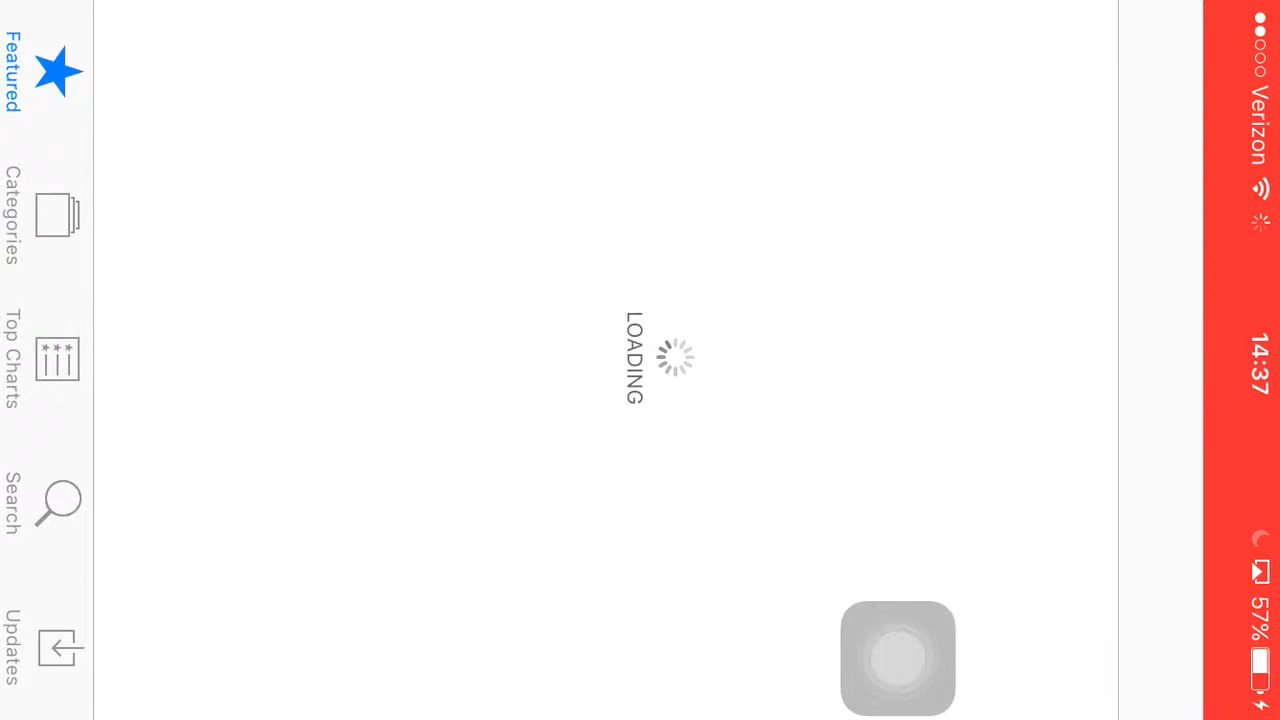 Verizon 14:37 57%
LOADING
Featured Categories Top Charts Search Updates